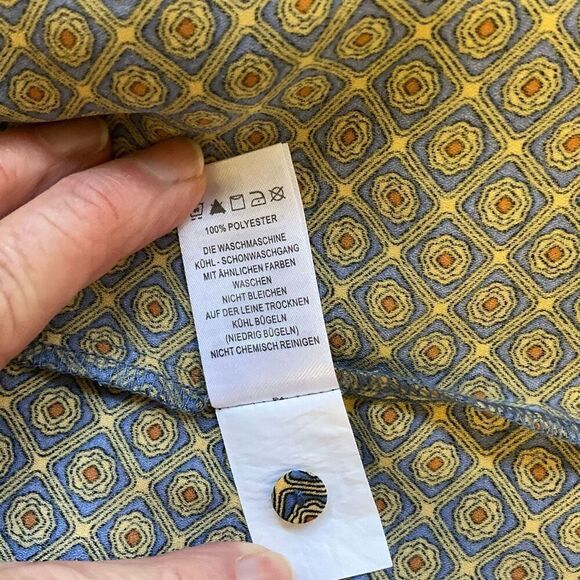 100% POLYESTER
DIE WASCHMASCHINE
KÜHL - SCHONWASCHGANG
MIT ÄHNLICHEN FARBEN
WASCHEN
NICHT BLEICHEN
AUF DER LEINE TROCKNEN
KÜHL BÜGELN
(NIEDRIG BÜGELN)
NICHT CHEMISCH REINIGEN